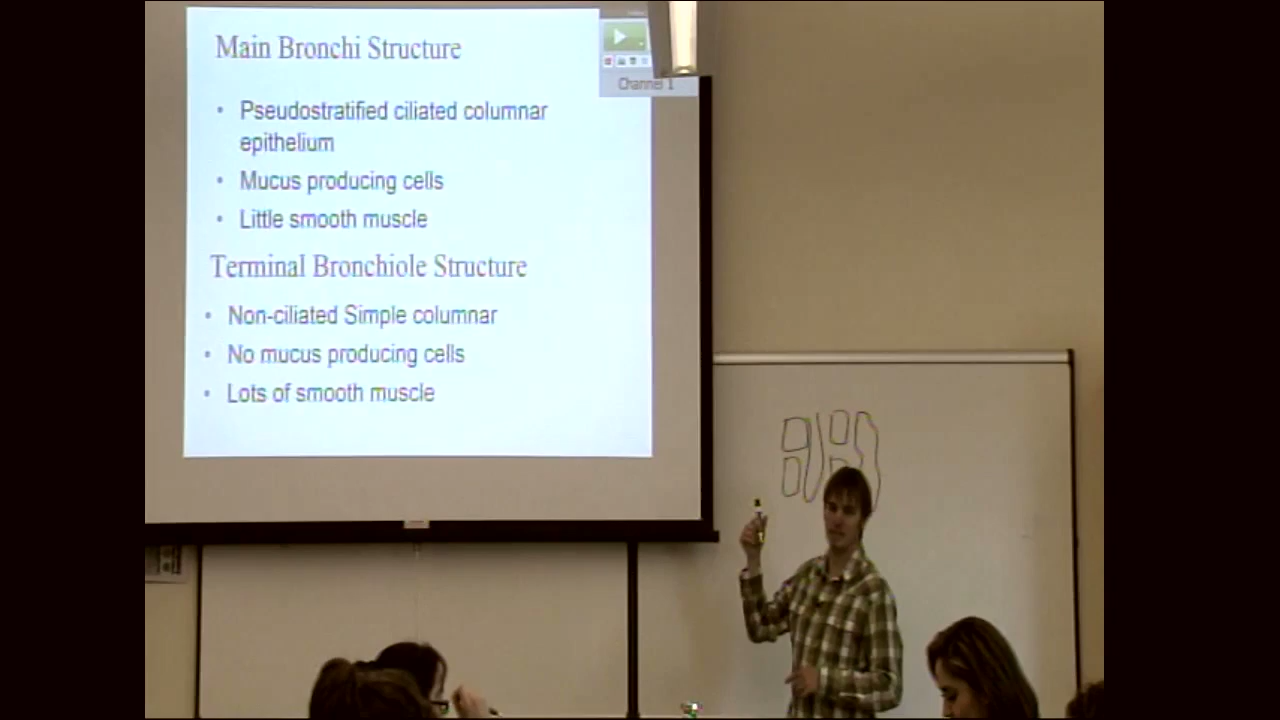 Main Bronchi Structure
Channel 1
• Pseudostratified ciliated columnar
epithelium
• Mucus producing cells
• Little smooth muscle
Terminal Bronchiole Structure
• Non-ciliated Simple columnar
• No mucus producing cells
• Lots of smooth muscle